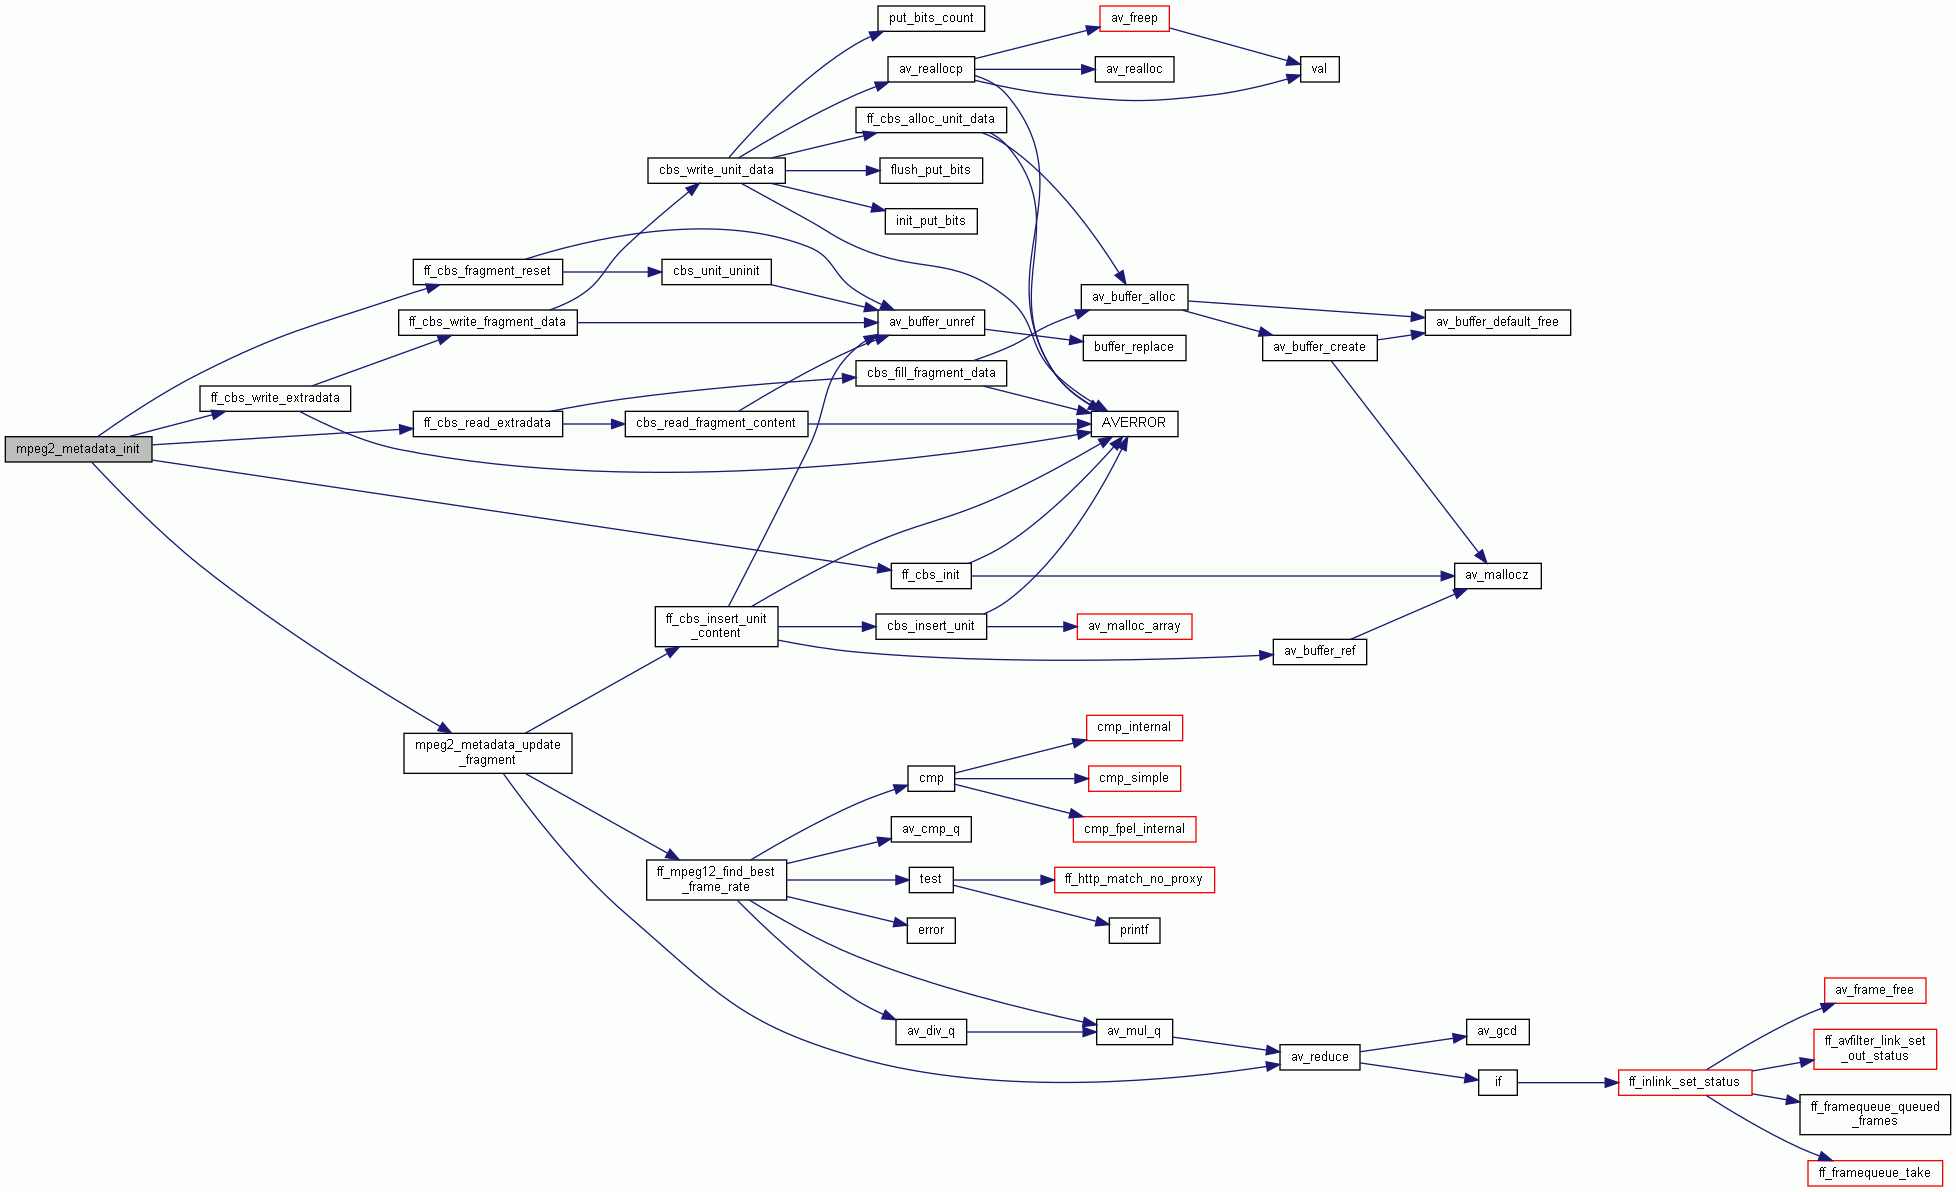 put_bits_count
av_freep
av_reallocp
av_realloc
val
ff_cbs_alloc_unit_data
cbs_write_unit_data
flush_put_bits
init_put_bits
ff_cbs_fragment_reset
cbs_unit_uninit
av_buffer_alloc
ff_cbs_write_fragment_data
av_buffer_unref
av_buffer_default_free
buffer_replace
av_buffer_create
cbs_fill_fragment_data
ff_cbs_write_extradata
ff_cbs_read_extradata
cbs_read_fragment_content
AVERROR
mpeg2_metadata_init
ff_cbs_init
av_mallocz
ff_cbs_insert_unit
_content
cbs_insert_unit
av_malloc_array
av_buffer_ref
cmp_internal
mpeg2_metadata_update
_fragment
cmp
cmp_simple
av_cmp_q
cmp_fpel_internal
ff_mpeg12_find_best
_frame_rate
test
ff_http_match_no_proxy
error
printf
av_frame_free
av_div_q
av_mul_q
av_gcd
ff_avfilter_link_set
_out_status
av_reduce
if
ff_inlink_set_status
ff_framequeue_queued
_frames
ff_framequeue_take